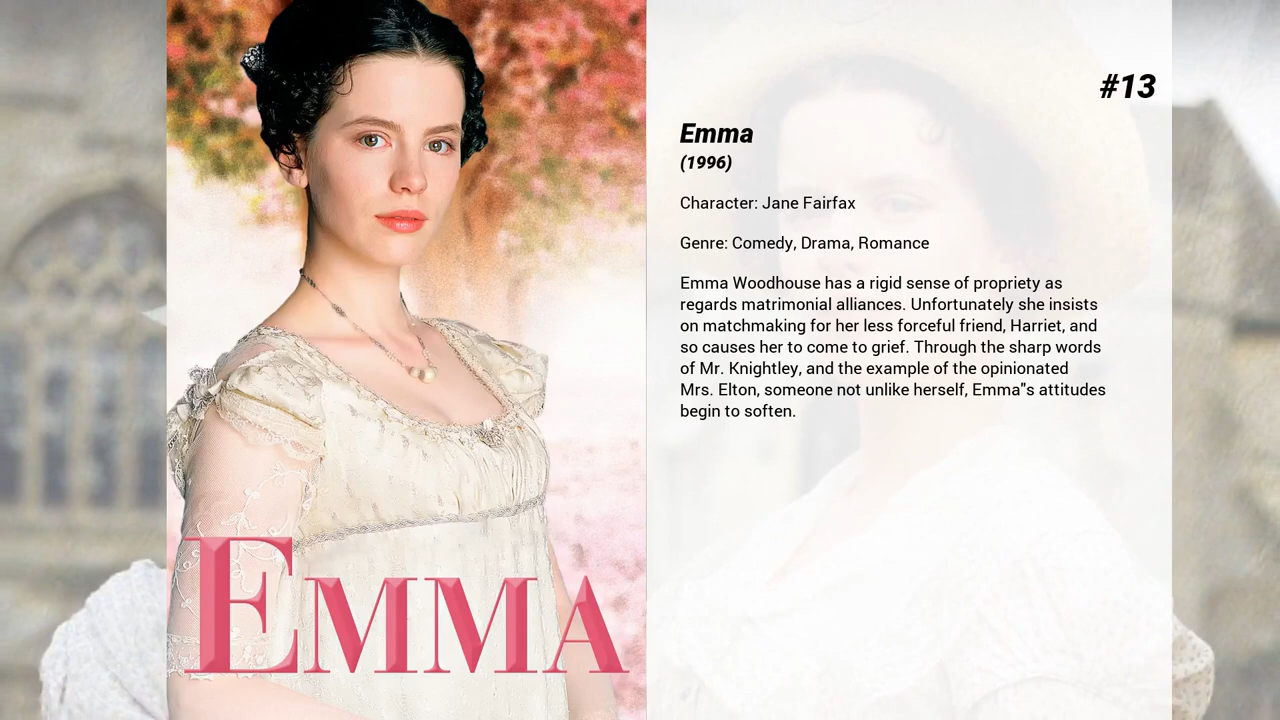 EMMA
#13
Emma
(1996)
Character: Jane Fairfax
Genre: Comedy, Drama, Romance
Emma Woodhouse has a rigid sense of propriety as
regards matrimonial alliances. Unfortunately she insists
on matchmaking for her less forceful friend, Harriet, and
so causes her to come to grief. Through the sharp words
of Mr. Knightley, and the example of the opinionated
Mrs. Elton, someone not unlike herself, Emma"s attitudes
begin to soften.